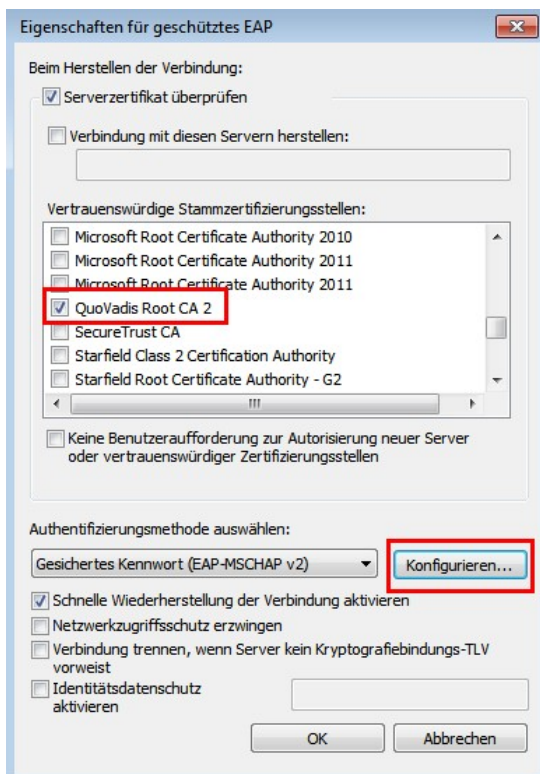 Eigenschaften für geschütztes EAP
Beim Herstellen der Verbindung:
Serverzertifikat überprüfen
Verbindung mit diesen Servern herstellen:
Vertrauenswürdige Stammzertifizierungsstellen:
Microsoft Root Certificate Authority 2010
Microsoft Root Certificate Authority 2011
Microsoft Root Certificate Authority 2011
QuoVadis Root CA 2
SecureTrust CA
Starfield Class 2 Certification Authority
Starfield Root Certificate Authority - G2
Keine Benutzeraufforderung zur Autorisierung neuer Server
oder vertrauenswürdiger Zertifizierungsstellen
Authentifizierungsmethode auswählen:
Gesichertes Kennwort (EAP-MSCHAP v2)
Konfigurieren...
Schnelle Wiederherstellung der Verbindung aktivieren
Netzwerkzugriffsschutz erzwingen
Verbindung trennen, wenn Server kein Kryptografiebindungs-TLV
vorweist
Identitätsdatenschutz
aktivieren
OK
Abbrechen